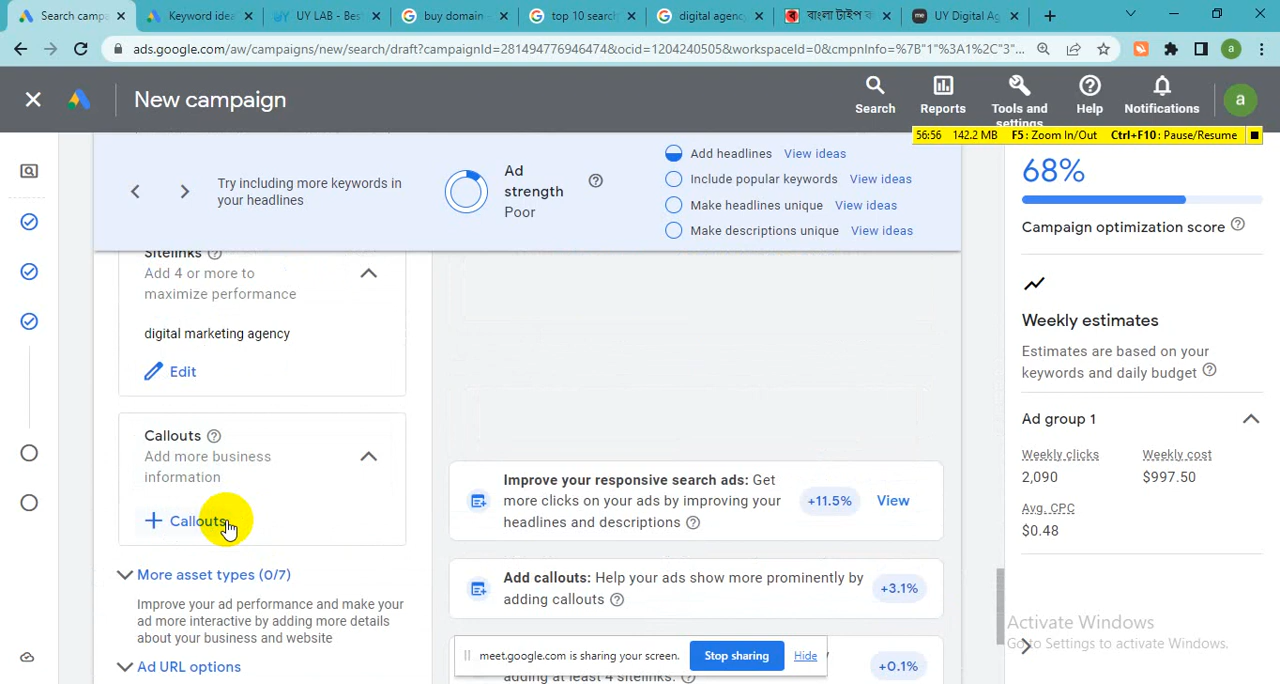 Search campa
Keyword idea
UY LAB - Bes
buy domain -
top 10 search
digital agenc
বাংলা টাইপ ক
UY Digital Ag
ads.google.com/aw/campaigns/new/search/draft?campaignId=281494776946474&ocid=1204240505&workspaceId=0&cmpnInfo=%7B"1"%3A1%2C"3"...
a
New campaign
Search
Reports
Tools and
settings
Help
Notifications
a
56:56 142.2 MB F5: Zoom In/Out Ctrl+F10: Pause/Resume
Try including more keywords in
your headlines
Ad
strength
Poor
Add headlines View ideas
Include popular keywords View ideas
Make headlines unique View ideas
Make descriptions unique View ideas
68%
Campaign optimization score
Weekly estimates
Estimates are based on your
keywords and daily budget
Ad group 1
Weekly clicks Weekly cost
2,090 $997.50
Avg. CPC
$0.48
Sitelinks
Add 4 or more to
maximize performance
digital marketing agency
Edit
Callouts
Add more business
information
Callouts
More asset types (0/7)
Improve your ad performance and make your
ad more interactive by adding more details
about your business and website
Ad URL options
Improve your responsive search ads: Get
more clicks on your ads by improving your
headlines and descriptions
+11.5% View
Add callouts: Help your ads show more prominently by
adding callouts
+3.1%
adding at least 4 sitelinks.
+0.1%
meet.google.com is sharing your screen. Stop sharing Hide
Activate Windows
Go to Settings to activate Windows.